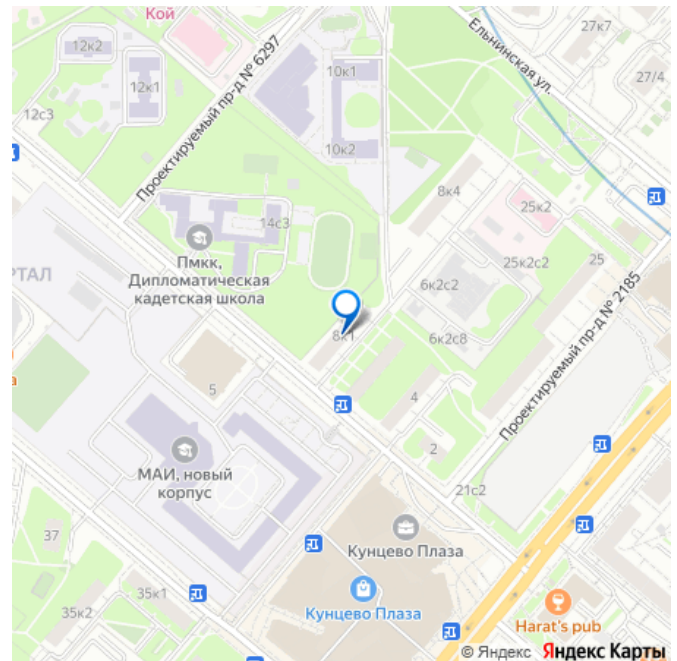 Кой
12к2
12к1
12с3
Проектируемый пр-д № 6297
10к1
10к2
Ельнинская ул.
27к7
27/4
8к4
25к2
25к2с2
25
14с3
Пмкк,
Дипломатическая
кадетская школа
РТАЛ
6к2с2
6к2с8
Проектируемый пр-д № 2185
8к1
5
4
2
21с2
а
МАИ, новый
корпус
37
35к1
35к2
Кунцево Плаза
Кунцево Плаза
Harat's pub
© Яндекс Яндекс Карты